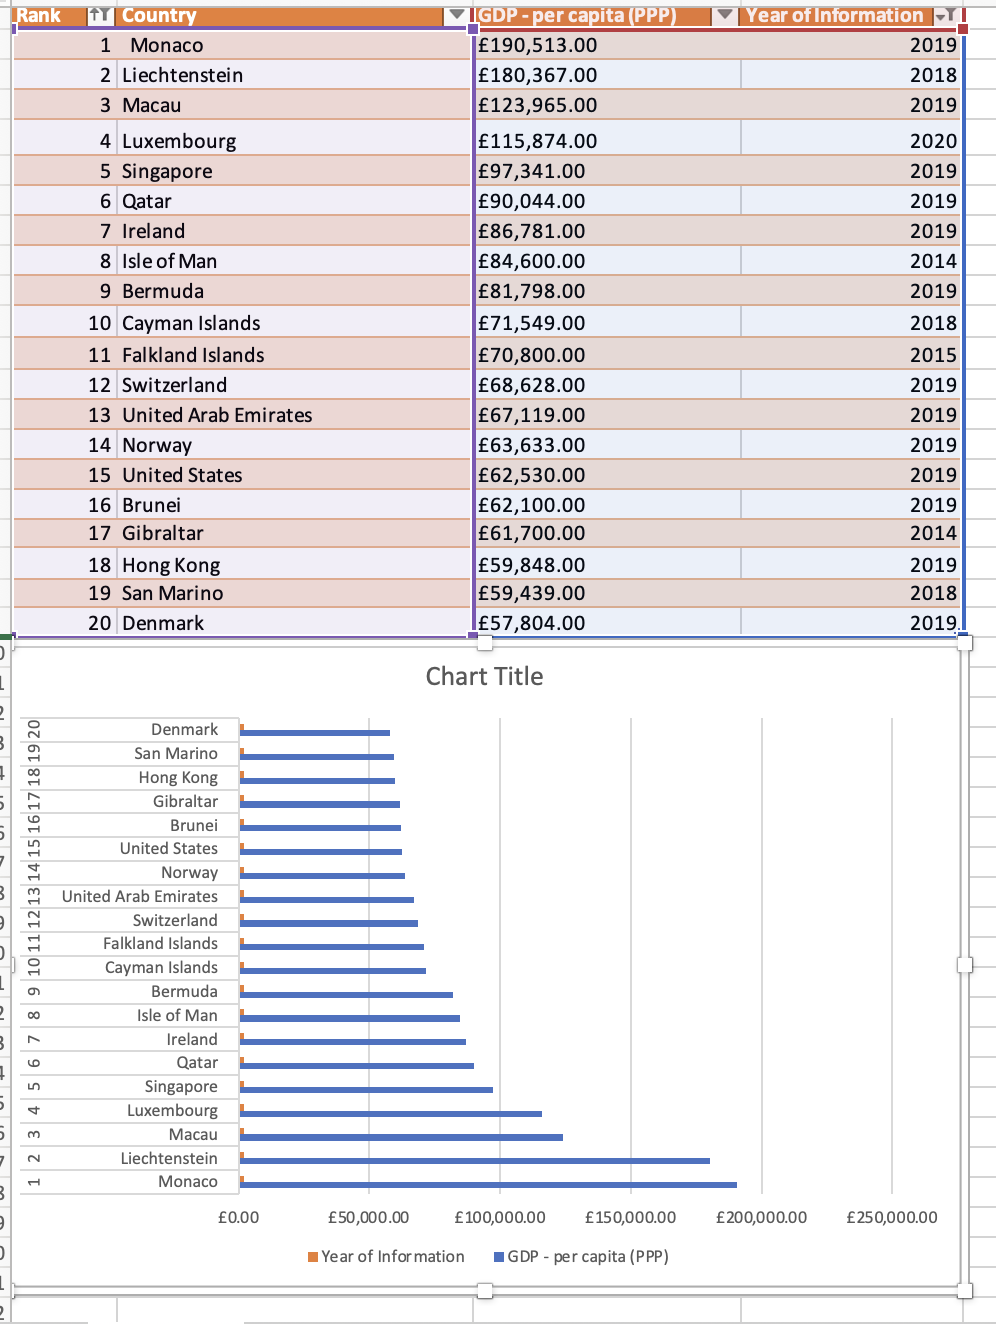 Rank Country GDP - per capita (PPP) Year of Information
1 Monaco £190,513.00 2019
2 Liechtenstein £180,367.00 2018
3 Macau £123,965.00 2019
4 Luxembourg £115,874.00 2020
5 Singapore £97,341.00 2019
6 Qatar £90,044.00 2019
7 Ireland £86,781.00 2019
8 Isle of Man £84,600.00 2014
9 Bermuda £81,798.00 2019
10 Cayman Islands £71,549.00 2018
11 Falkland Islands £70,800.00 2015
12 Switzerland £68,628.00 2019
13 United Arab Emirates £67,119.00 2019
14 Norway £63,633.00 2019
15 United States £62,530.00 2019
16 Brunei £62,100.00 2019
17 Gibraltar £61,700.00 2014
18 Hong Kong £59,848.00 2019
19 San Marino £59,439.00 2018
20 Denmark £57,804.00 2019
Chart Title
20 Denmark
19 San Marino
18 Hong Kong
17 Gibraltar
16 Brunei
15 United States
14 Norway
13 United Arab Emirates
12 Switzerland
11 Falkland Islands
10 Cayman Islands
9 Bermuda
8 Isle of Man
7 Ireland
6 Qatar
5 Singapore
4 Luxembourg
3 Macau
2 Liechtenstein
1 Monaco
£0.00 £50,000.00 £100,000.00 £150,000.00 £200,000.00 £250,000.00
Year of Information GDP - per capita (PPP)